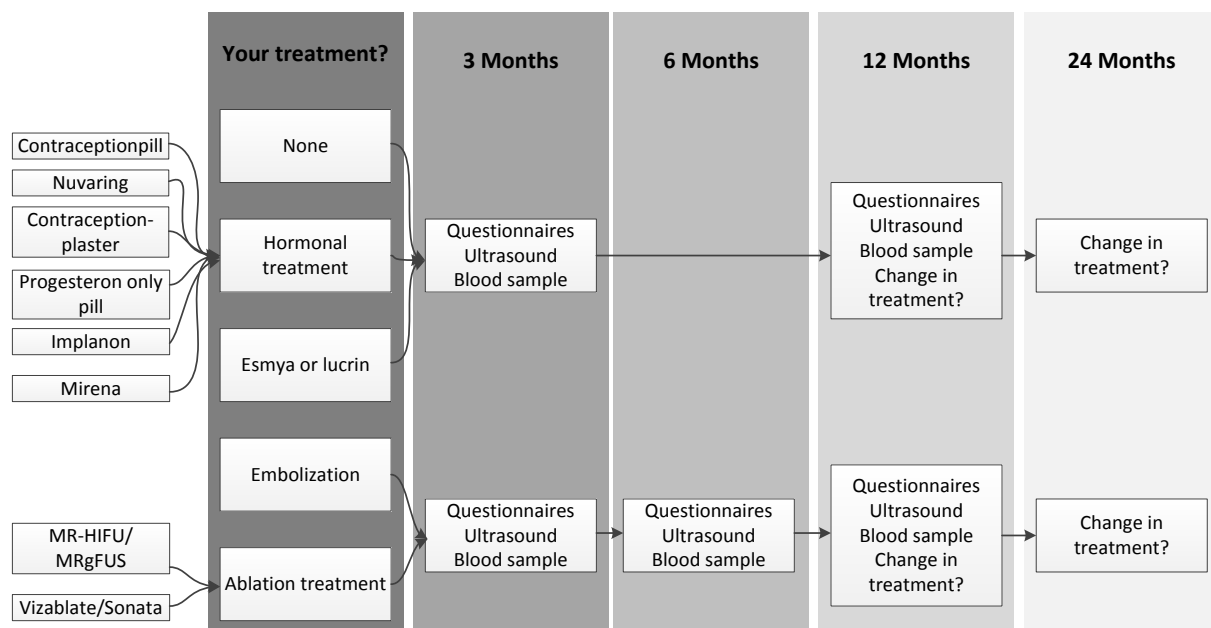 Your treatment?
3 Months
6 Months
12 Months
24 Months
Contraceptionpill
Nuvaring
Contraception-
plaster
Progesteron only
pill
Implanon
Mirena
MR-HIFU/
MRgFUS
Vizablate/Sonata
None
Hormonal
treatment
Esmya or lucrin
Embolization
Ablation treatment
Questionnaires
Ultrasound
Blood sample
Questionnaires
Ultrasound
Blood sample
Change in
treatment?
Change in
treatment?
Questionnaires
Ultrasound
Blood sample
Questionnaires
Ultrasound
Blood sample
Questionnaires
Ultrasound
Blood sample
Change in
treatment?
Change in
treatment?